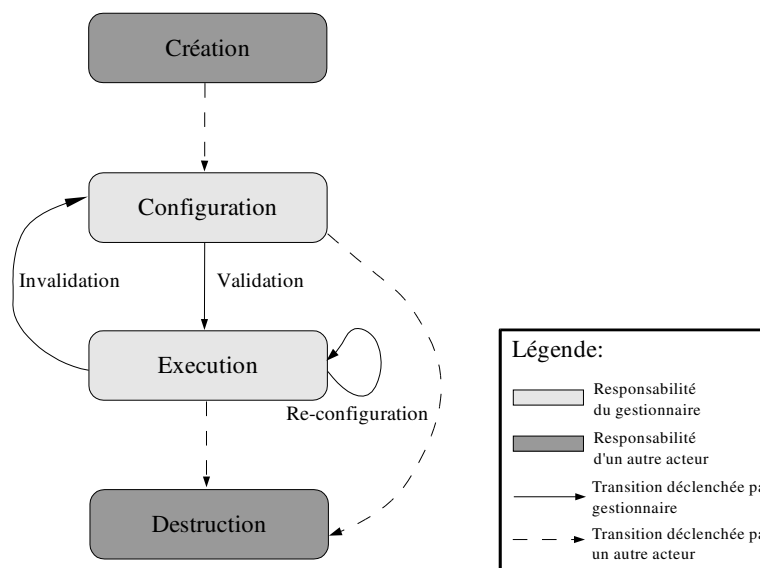 Création
Configuration
Invalidation
Validation
Execution
Re-configuration
Destruction
Légende:
Responsabilité
du gestionnaire
Responsabilité
d'un autre acteur
Transition déclenchée pa
gestionnaire
Transition déclenchée pa
un autre acteur